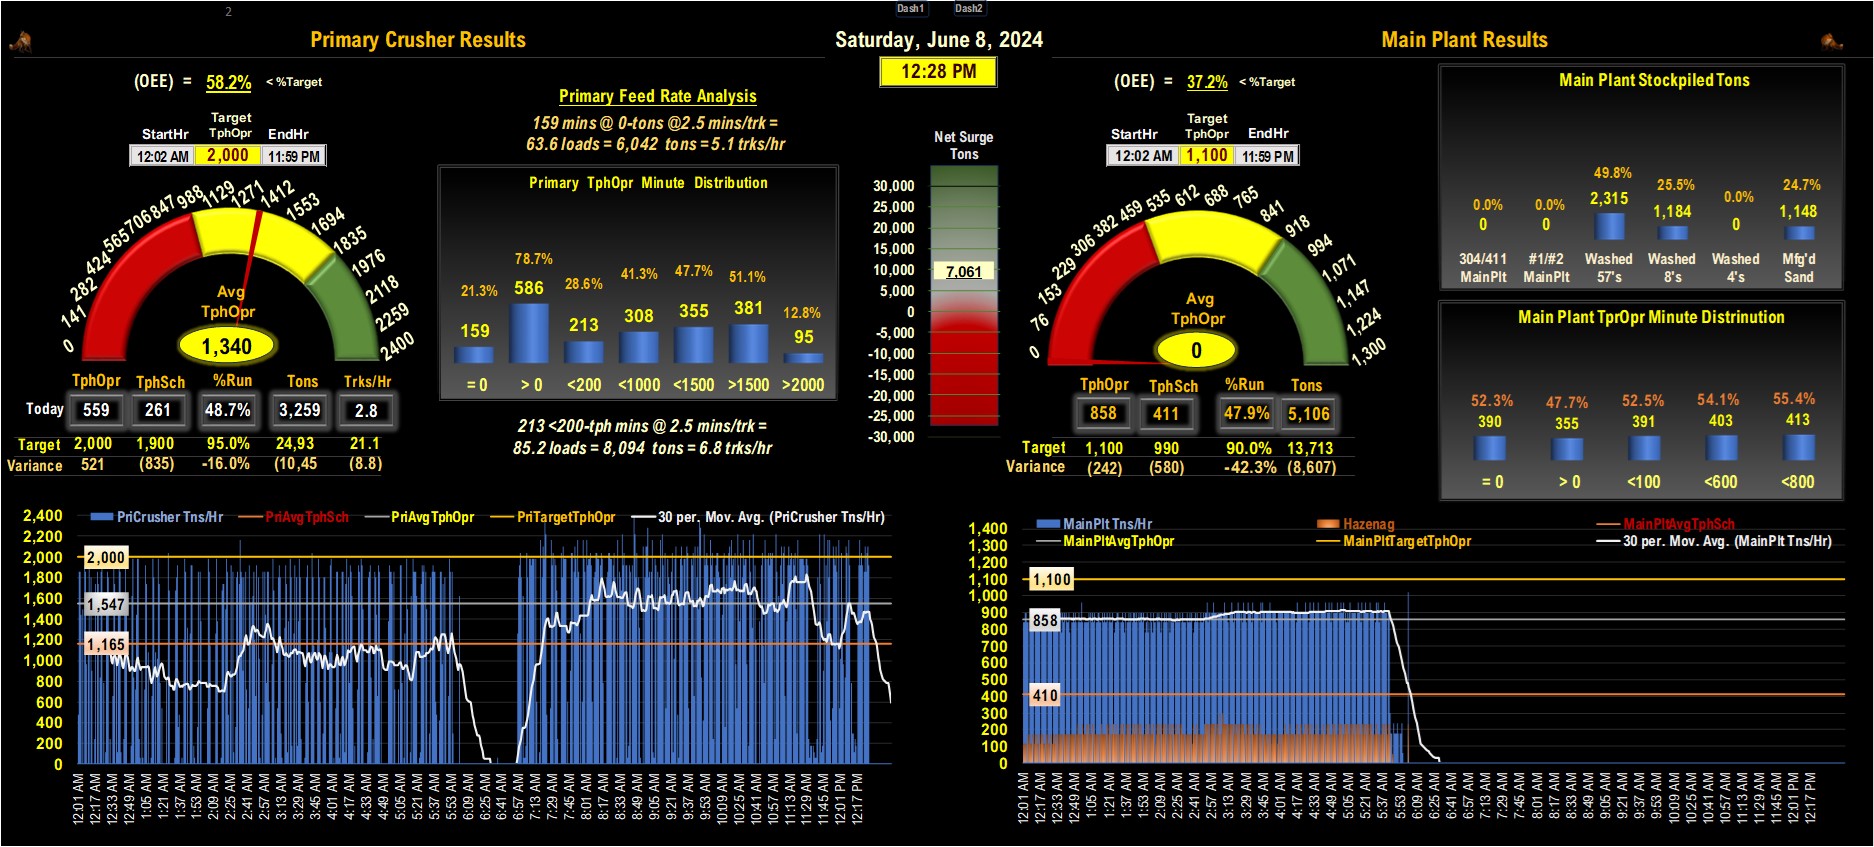 2
Dash1 Dash2
Primary Crusher Results
Saturday, June 8, 2024
Main Plant Results
12:28 PM
(OEE) = 58.2% < %Target
StartHr Target TphOpr EndHr
12:02 AM 2,000 11:59 PM
0 141 282 424 565 706 847 988 1129 1271 1412 1553 1694 1835 1976 2118 2259 2400
Avg
TphOpr
1,340
TphOpr TphSch %Run Tons Trks/Hr
Today 559 261 48.7% 3,259 2.8
Target 2,000 1,900 95.0% 24,93 21.1
Variance 521 (835) -16.0% (10,45 (8.8)
Primary Feed Rate Analysis
159 mins @ 0-tons @2.5 mins/trk =
63.6 loads = 6,042 tons = 5.1 trks/hr
Primary TphOpr Minute Distribution
21.3% 78.7% 28.6% 41.3% 47.7% 51.1% 12.8%
159 586 213 308 355 381 95
= 0 > 0 <200 <1000 <1500 >1500 >2000
213 <200-tph mins @ 2.5 mins/trk =
85.2 loads = 8,094 tons = 6.8 trks/hr
Net Surge
Tons
30,000
25,000
20,000
15,000
10,000
7,061
5,000
0
-5,000
-10,000
-15,000
-20,000
-25,000
-30,000
(OEE) = 37.2% < %Target
StartHr Target TphOpr EndHr
12:02 AM 1,100 11:59 PM
0 76 153 229 306 382 459 535 612 688 765 841 918 994 1,071 1,147 1,224 1,300
Avg
TphOpr
0
TphOpr TphSch %Run Tons
858 411 47.9% 5,106
Target 1,100 990 90.0% 13,713
Variance (242) (580) -42.3% (8,607)
Main Plant Stockpiled Tons
0.0% 0.0% 49.8% 25.5% 0.0% 24.7%
0 0 2,315 1,184 0 1,148
304/411 #1/#2 Washed Washed Washed Mfg'd
MainPlt MainPlt 57's 8's 4's Sand
Main Plant TprOpr Minute Distrinution
52.3% 47.7% 52.5% 54.1% 55.4%
390 355 391 403 413
= 0 > 0 <100 <600 <800
PriCrusher Tns/Hr PriAvgTphSch PriAvgTphOpr PriTargetTphOpr 30 per. Mov. Avg. (PriCrusher Tns/Hr)
2,400
2,200
2,000
1,800
1,600
1,400
1,200
1,000
800
600
400
200
0
2,000
1,547
1,165
12:01 AM 12:17 AM 12:33 AM 12:49 AM 1:05 AM 1:21 AM 1:37 AM 1:53 AM 2:09 AM 2:25 AM 2:41 AM 2:57 AM 3:13 AM 3:29 AM 3:45 AM 4:01 AM 4:17 AM 4:33 AM 4:49 AM 5:05 AM 5:21 AM 5:37 AM 5:53 AM 6:09 AM 6:25 AM 6:41 AM 6:57 AM 7:13 AM 7:29 AM 7:45 AM 8:01 AM 8:17 AM 8:33 AM 8:49 AM 9:05 AM 9:21 AM 9:37 AM 9:53 AM 10:09 AM 10:25 AM 10:41 AM 10:57 AM 11:13 AM 11:29 AM 11:45 AM 12:01 PM 12:17 PM
MainPlt Tns/Hr Hazenag MainPltAvgTphSch
MainPltAvgTphOpr MainPltTargetTphOpr 30 per. Mov. Avg. (MainPlt Tns/Hr)
1,400
1,300
1,200
1,100
1,000
900
800
700
600
500
400
300
200
100
0
1,100
858
410
12:01 AM 12:17 AM 12:33 AM 12:49 AM 1:05 AM 1:21 AM 1:37 AM 1:53 AM 2:09 AM 2:25 AM 2:41 AM 2:57 AM 3:13 AM 3:29 AM 3:45 AM 4:01 AM 4:17 AM 4:33 AM 4:49 AM 5:05 AM 5:21 AM 5:37 AM 5:53 AM 6:09 AM 6:25 AM 6:41 AM 6:57 AM 7:13 AM 7:29 AM 7:45 AM 8:01 AM 8:17 AM 8:33 AM 8:49 AM 9:05 AM 9:21 AM 9:37 AM 9:53 AM 10:09 AM 10:25 AM 10:41 AM 10:57 AM 11:13 AM 11:29 AM 11:45 AM 12:01 PM 12:17 PM